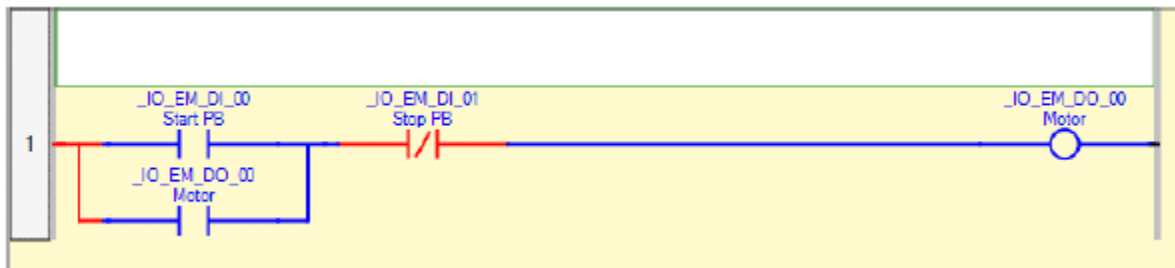 _IO_EM_DI_00
Start PB
_IO_EM_DI_01
Stop PB
_IO_EM_DO_00
Motor
1
_IO_EM_DO_00
Motor